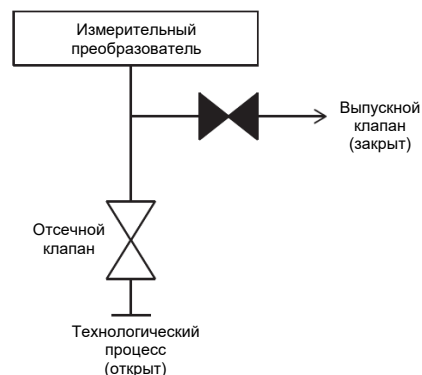 Измерительный
преобразователь
Выпускной
клапан
(закрыт)
Отсечной
клапан
Технологический
процесс
(открыт)